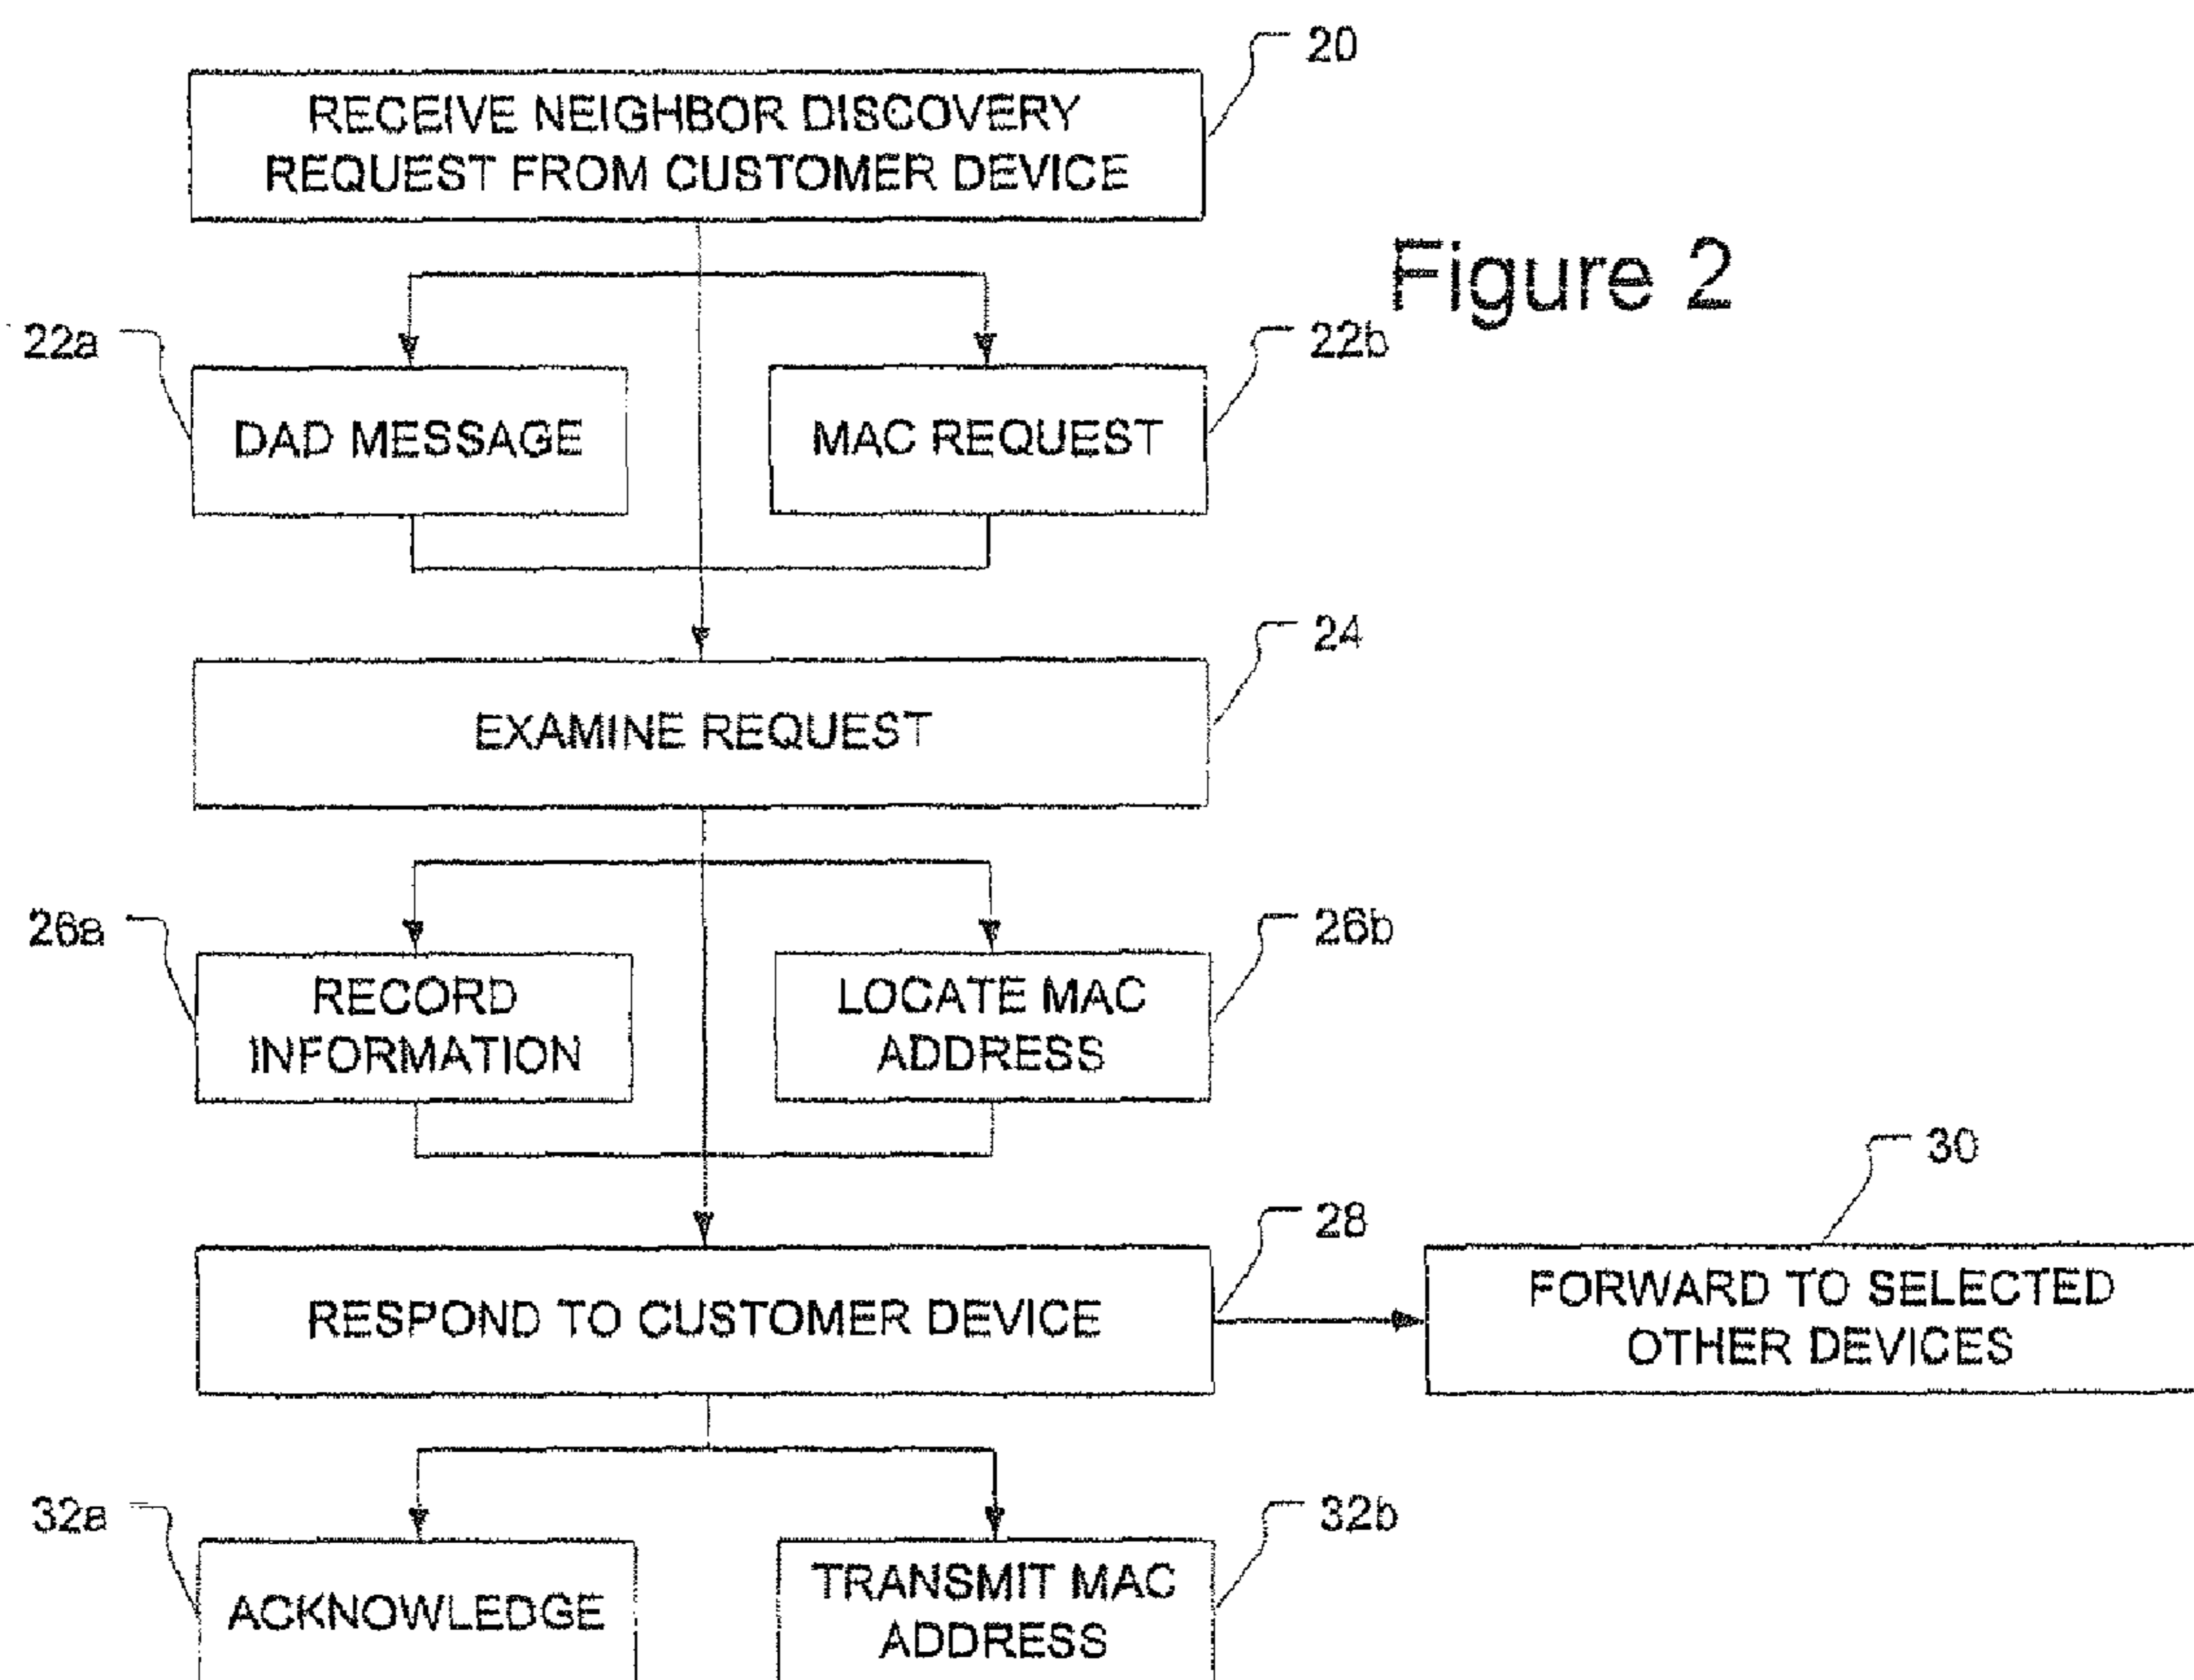 20
RECEIVE NEIGHBOR DISCOVERY
REQUEST FROM CUSTOMER DEVICE
Figure 2
22a
22b
DAD MESSAGE
MAC REQUEST
24
EXAMINE REQUEST
26a
26b
RECORD
INFORMATION
LOCATE MAC
ADDRESS
30
28
RESPOND TO CUSTOMER DEVICE
FORWARD TO SELECTED
OTHER DEVICES
32a
32b
ACKNOWLEDGE
TRANSMIT MAC
ADDRESS